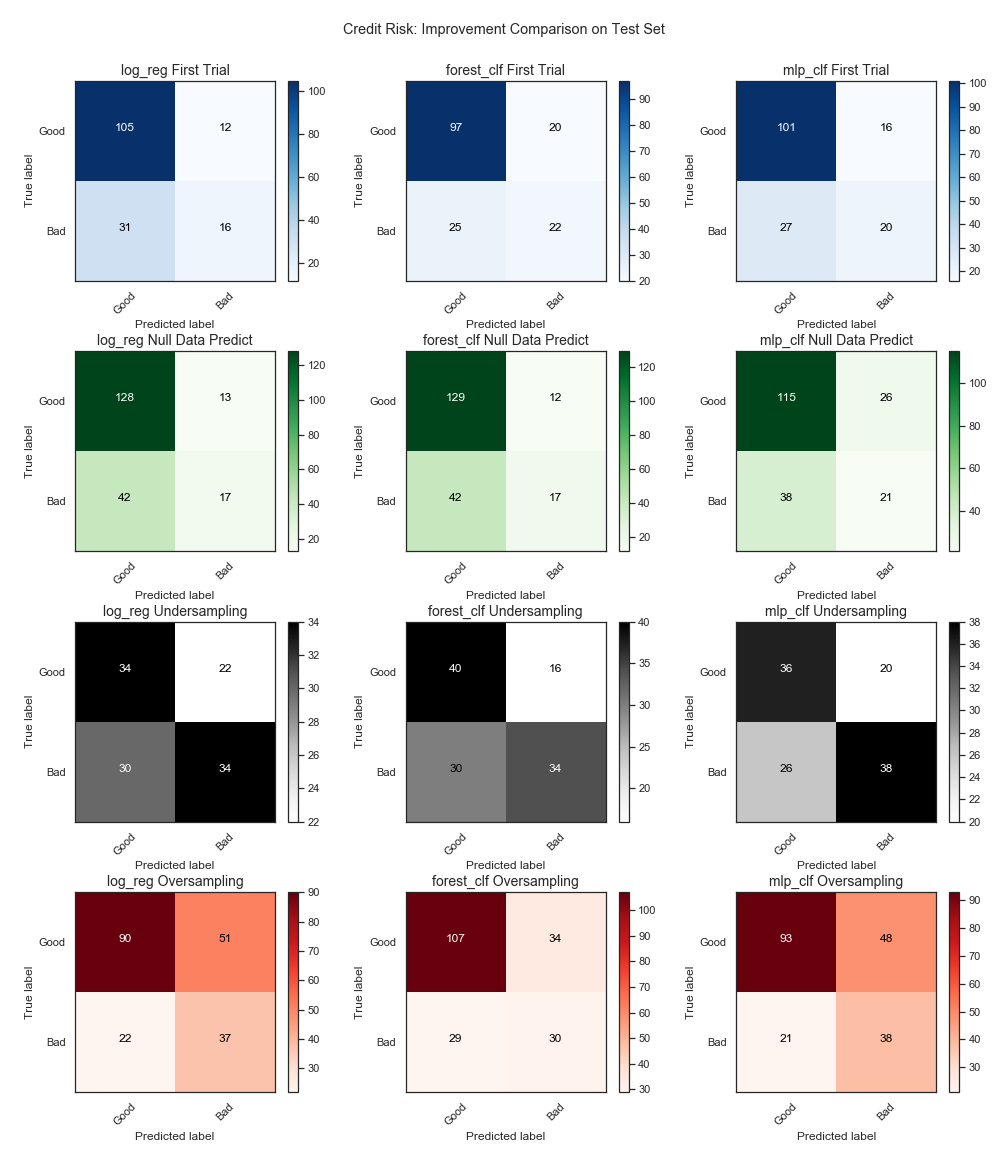 Credit Risk: Improvement Comparison on Test Set
log_reg First Trial
Good
Bad
True label
105
12
31
16
Good
Bad
Predicted label
100
80
60
40
20
forest_clf First Trial
Good
Bad
True label
97
20
25
22
Good
Bad
Predicted label
90
80
70
60
50
40
30
20
mlp_clf First Trial
Good
Bad
True label
101
16
27
20
Good
Bad
Predicted label
100
90
80
70
60
50
40
30
20
log_reg Null Data Predict
Good
Bad
True label
128
13
42
17
Good
Bad
Predicted label
120
100
80
60
40
20
forest_clf Null Data Predict
Good
Bad
True label
129
12
42
17
Good
Bad
Predicted label
120
100
80
60
40
20
mlp_clf Null Data Predict
Good
Bad
True label
115
26
38
21
Good
Bad
Predicted label
100
80
60
40
log_reg Undersampling
Good
Bad
True label
34
22
30
34
Good
Bad
Predicted label
34
32
30
28
26
24
22
forest_clf Undersampling
Good
Bad
True label
40
16
30
34
Good
Bad
Predicted label
40
35
30
25
20
mlp_clf Undersampling
Good
Bad
True label
36
20
26
38
Good
Bad
Predicted label
38
36
34
32
30
28
26
24
22
20
log_reg Oversampling
Good
Bad
True label
90
51
22
37
Good
Bad
Predicted label
90
80
70
60
50
40
30
forest_clf Oversampling
Good
Bad
True label
107
34
29
30
Good
Bad
Predicted label
100
90
80
70
60
50
40
30
mlp_clf Oversampling
Good
Bad
True label
93
48
21
38
Good
Bad
Predicted label
90
80
70
60
50
40
30